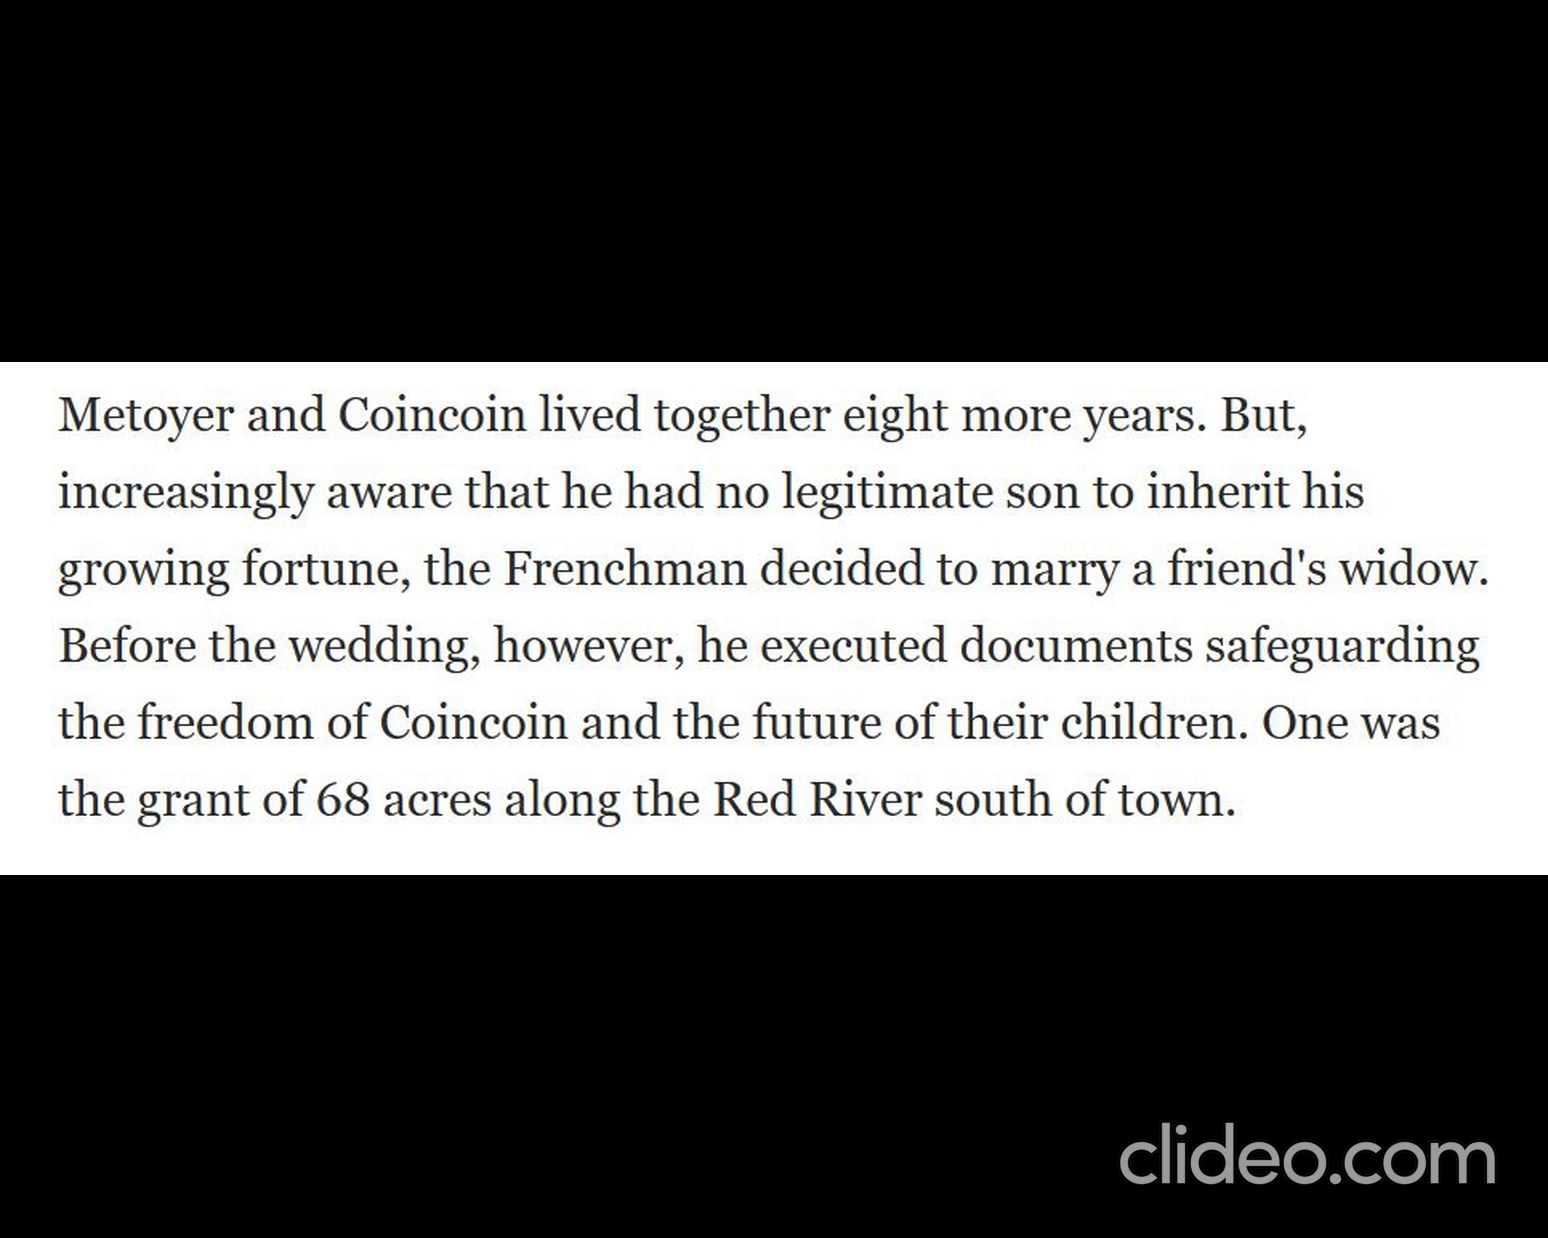 Metoyer and Coincoin lived together eight more years. But,
increasingly aware that he had no legitimate son to inherit his
growing fortune, the Frenchman decided to marry a friend's widow.
Before the wedding, however, he executed documents safeguarding
the freedom of Coincoin and the future of their children. One was
the grant of 68 acres along the Red River south of town.
clideo.com